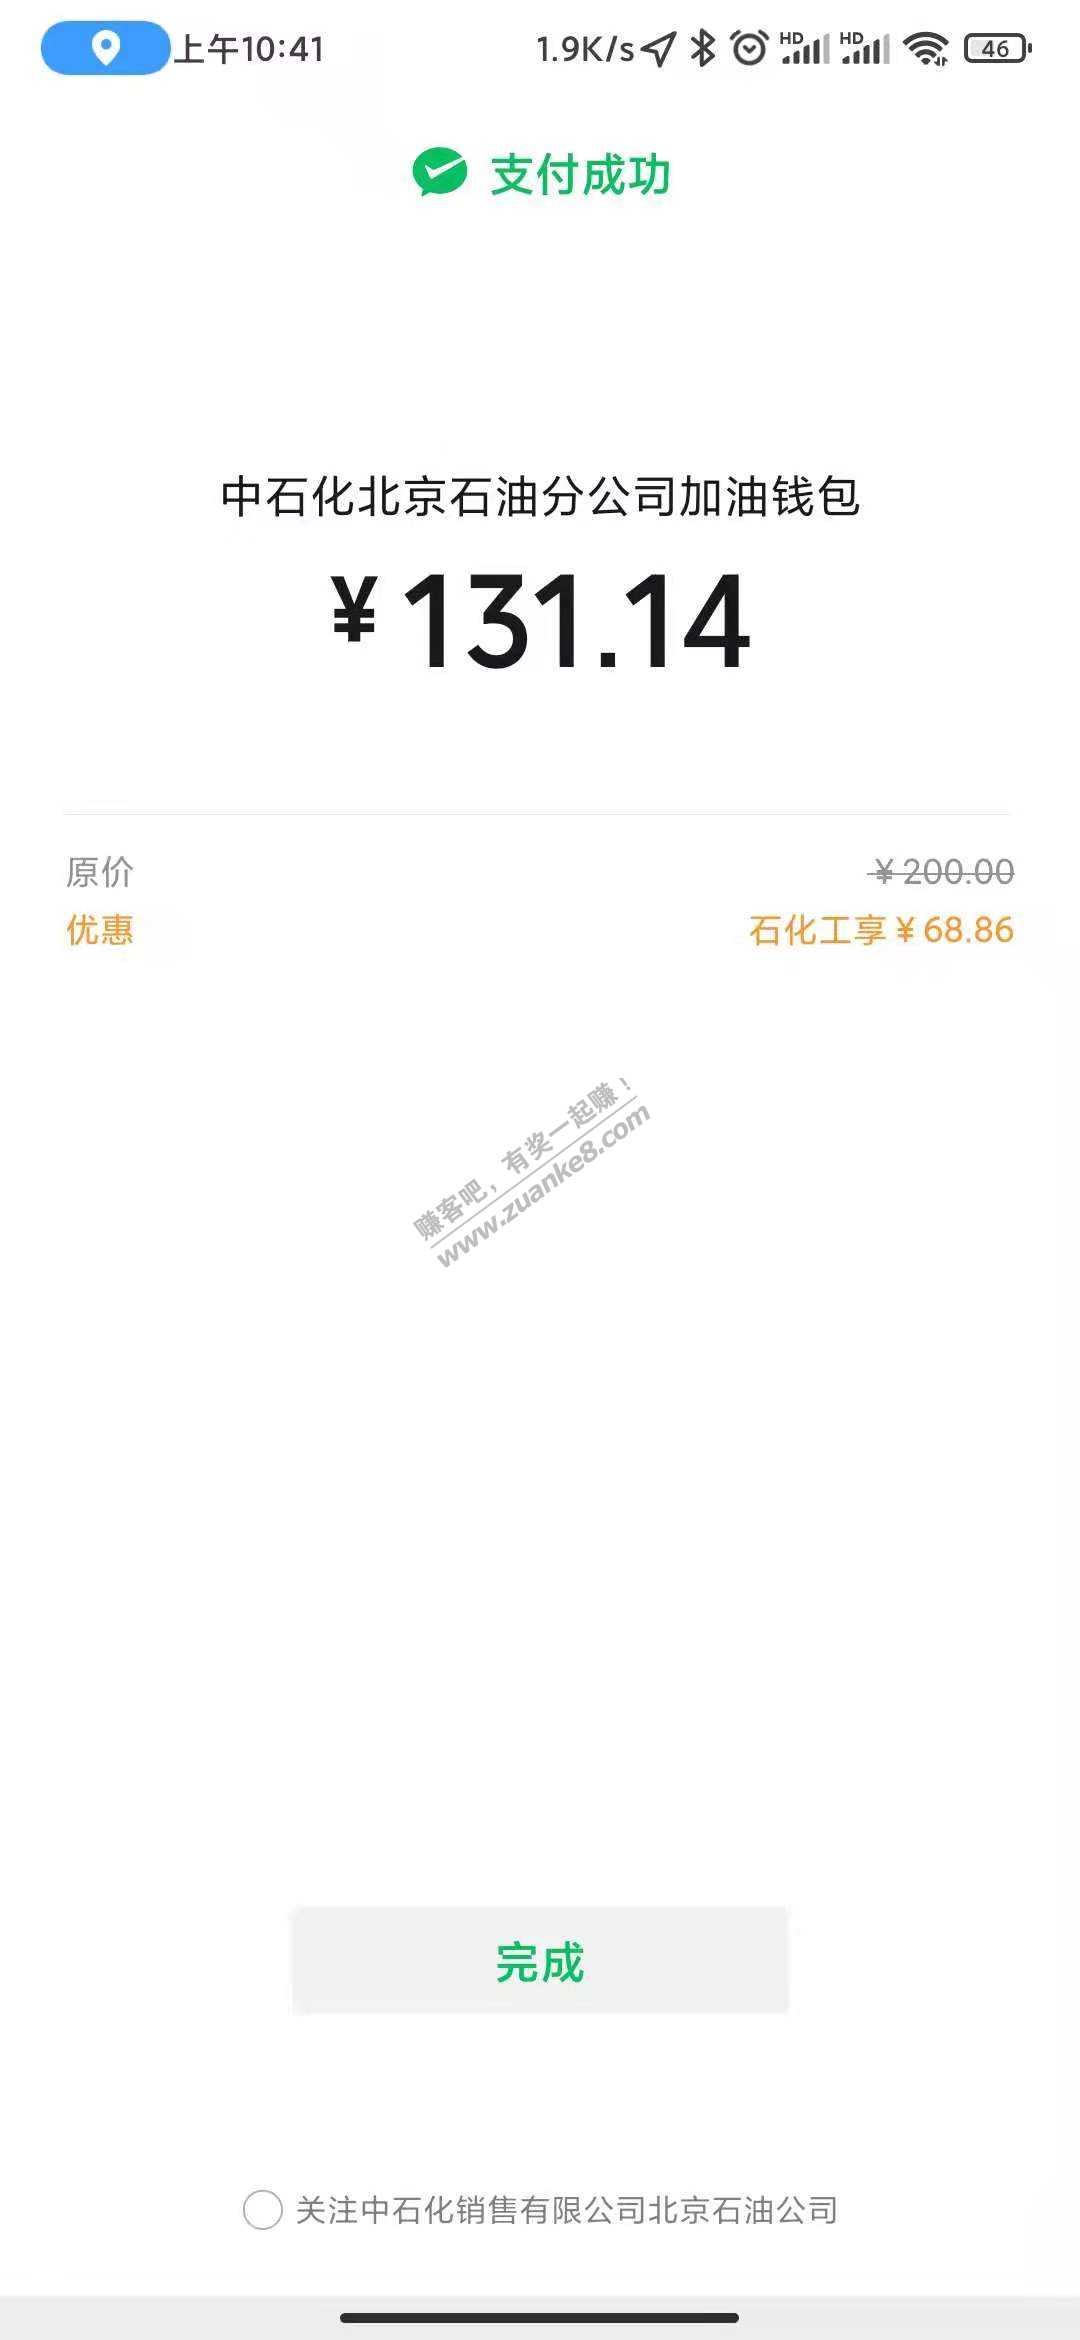 上午10:41 1.9K/s HD HD 46
支付成功
中石化北京石油分公司加油钱包
¥131.14
原价 ¥200.00
优惠 石化工享¥68.86
赚客吧，有奖一起赚！
www.zuanke8.com
完成
关注中石化销售有限公司北京石油公司